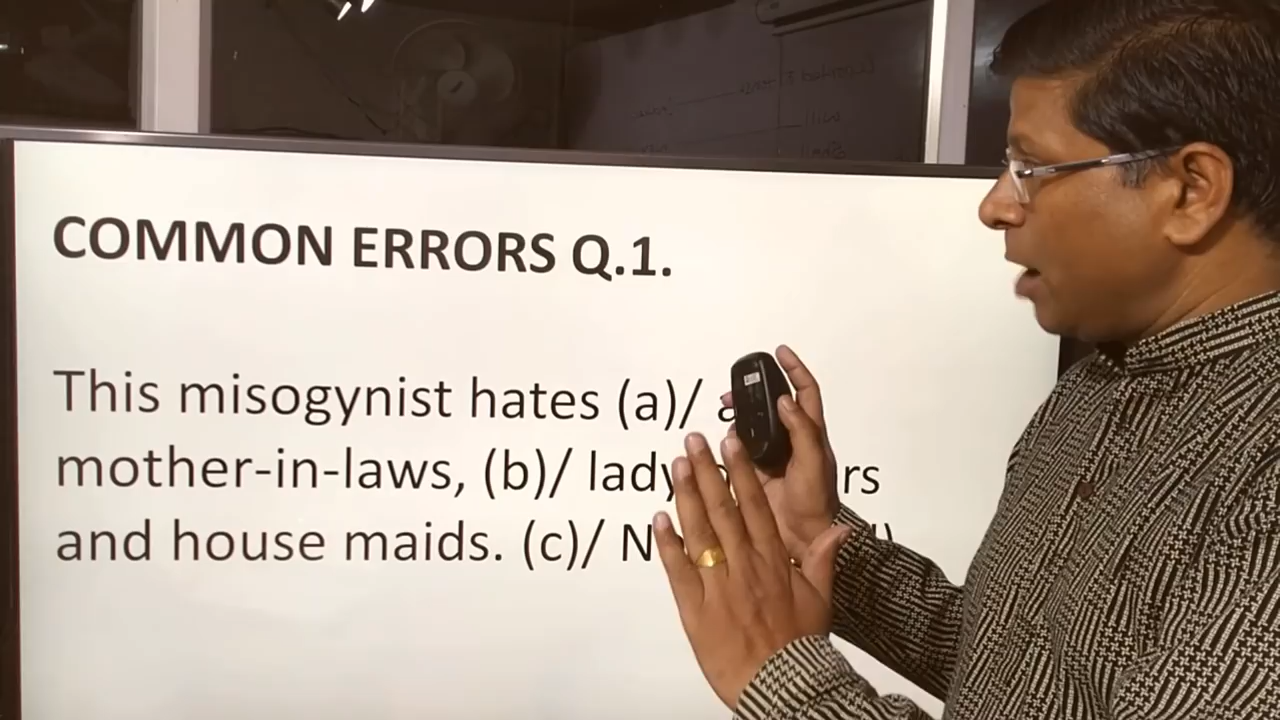 COMMON ERRORS Q.1.
This misogynist hates (a)/
mother-in-laws, (b)/ lady
and house maids. (c)/